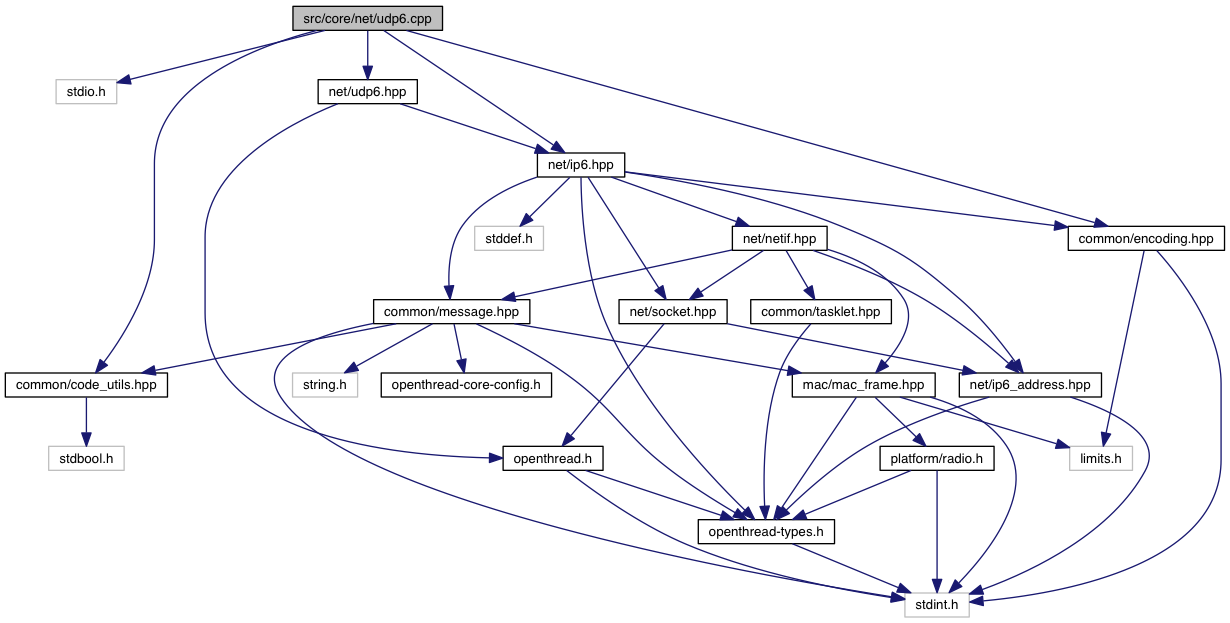 src/core/net/udp6.cpp
stdio.h
net/udp6.hpp
net/ip6.hpp
stddef.h
net/netif.hpp
common/encoding.hpp
common/message.hpp
net/socket.hpp
common/tasklet.hpp
common/code_utils.hpp
string.h
openthread-core-config.h
mac/mac_frame.hpp
net/ip6_address.hpp
stdbool.h
openthread.h
platform/radio.h
limits.h
openthread-types.h
stdint.h